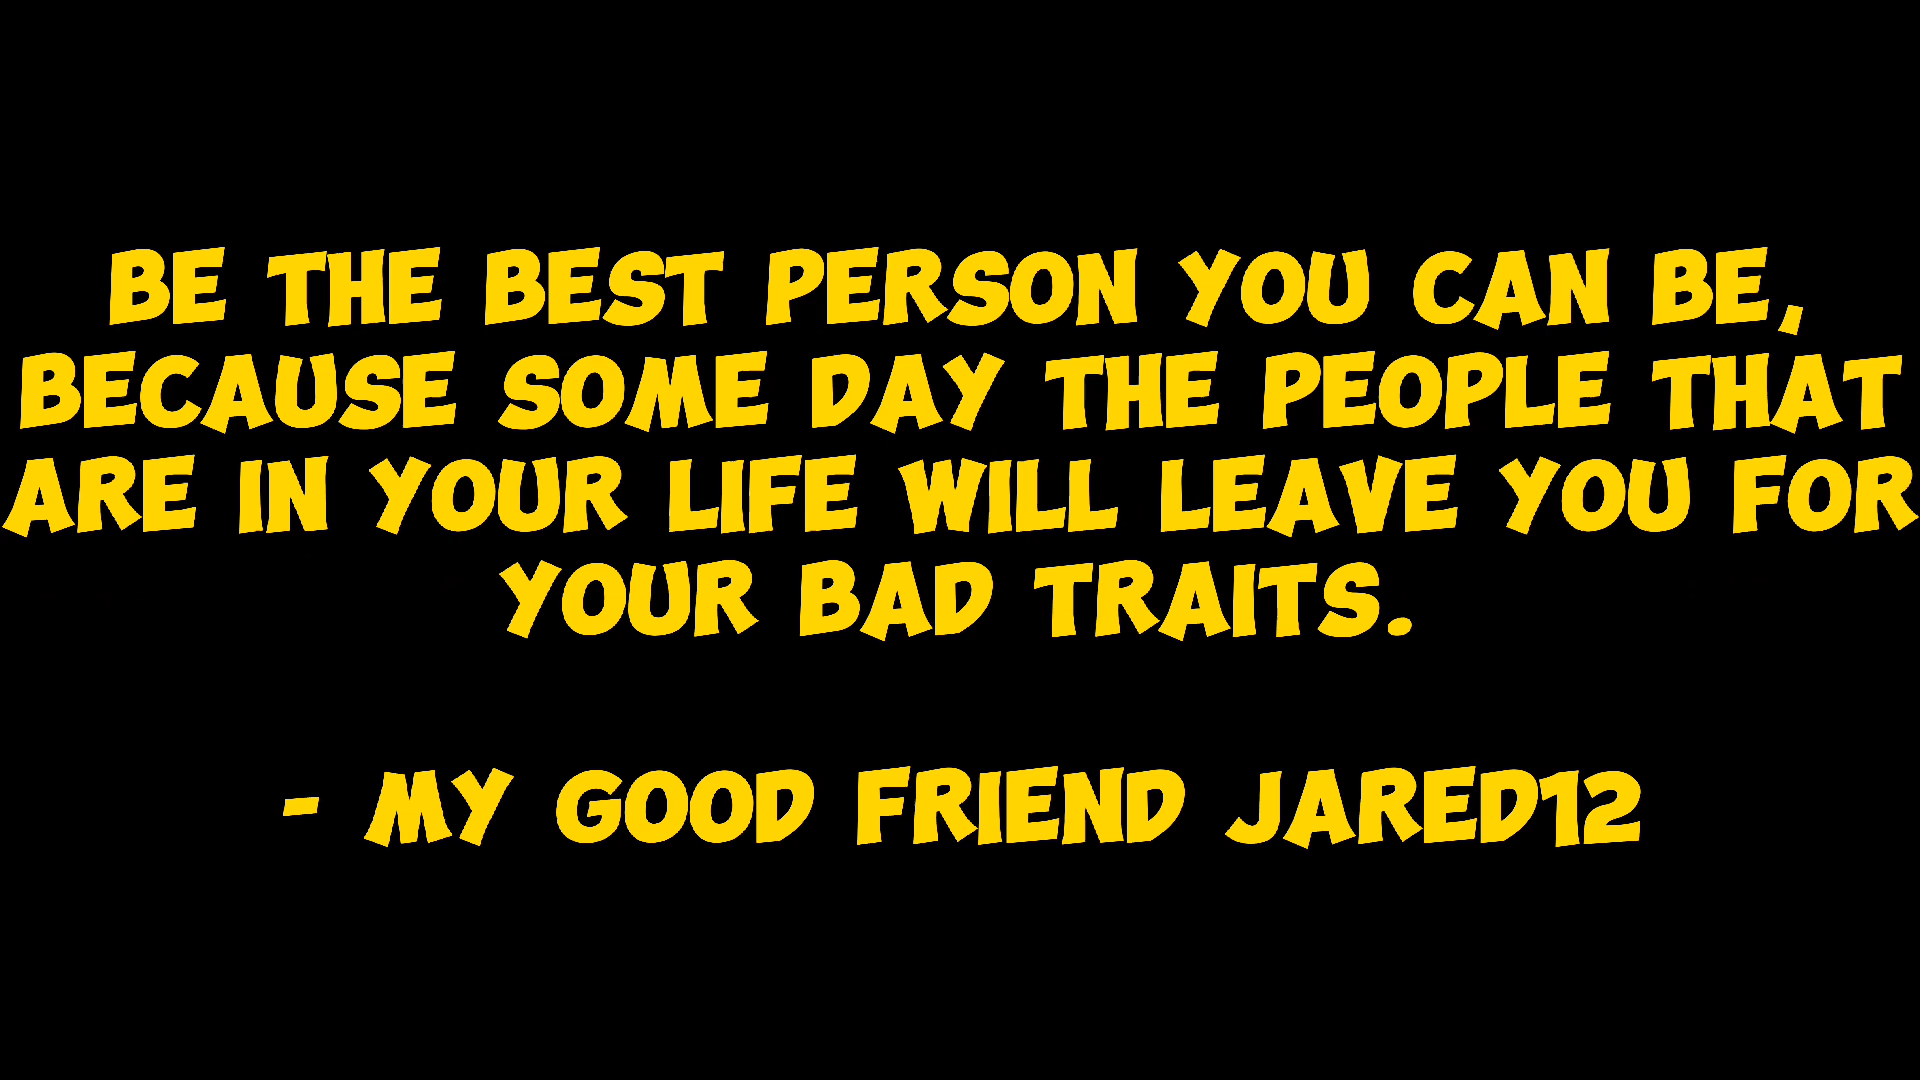 BE THE BEST PERSON YOU CAN BE,
BECAUSE SOME DAY THE PEOPLE THAT
ARE IN YOUR LIFE WILL LEAVE YOU FOR
YOUR BAD TRAITS.
- MY GOOD FRIEND JARED12